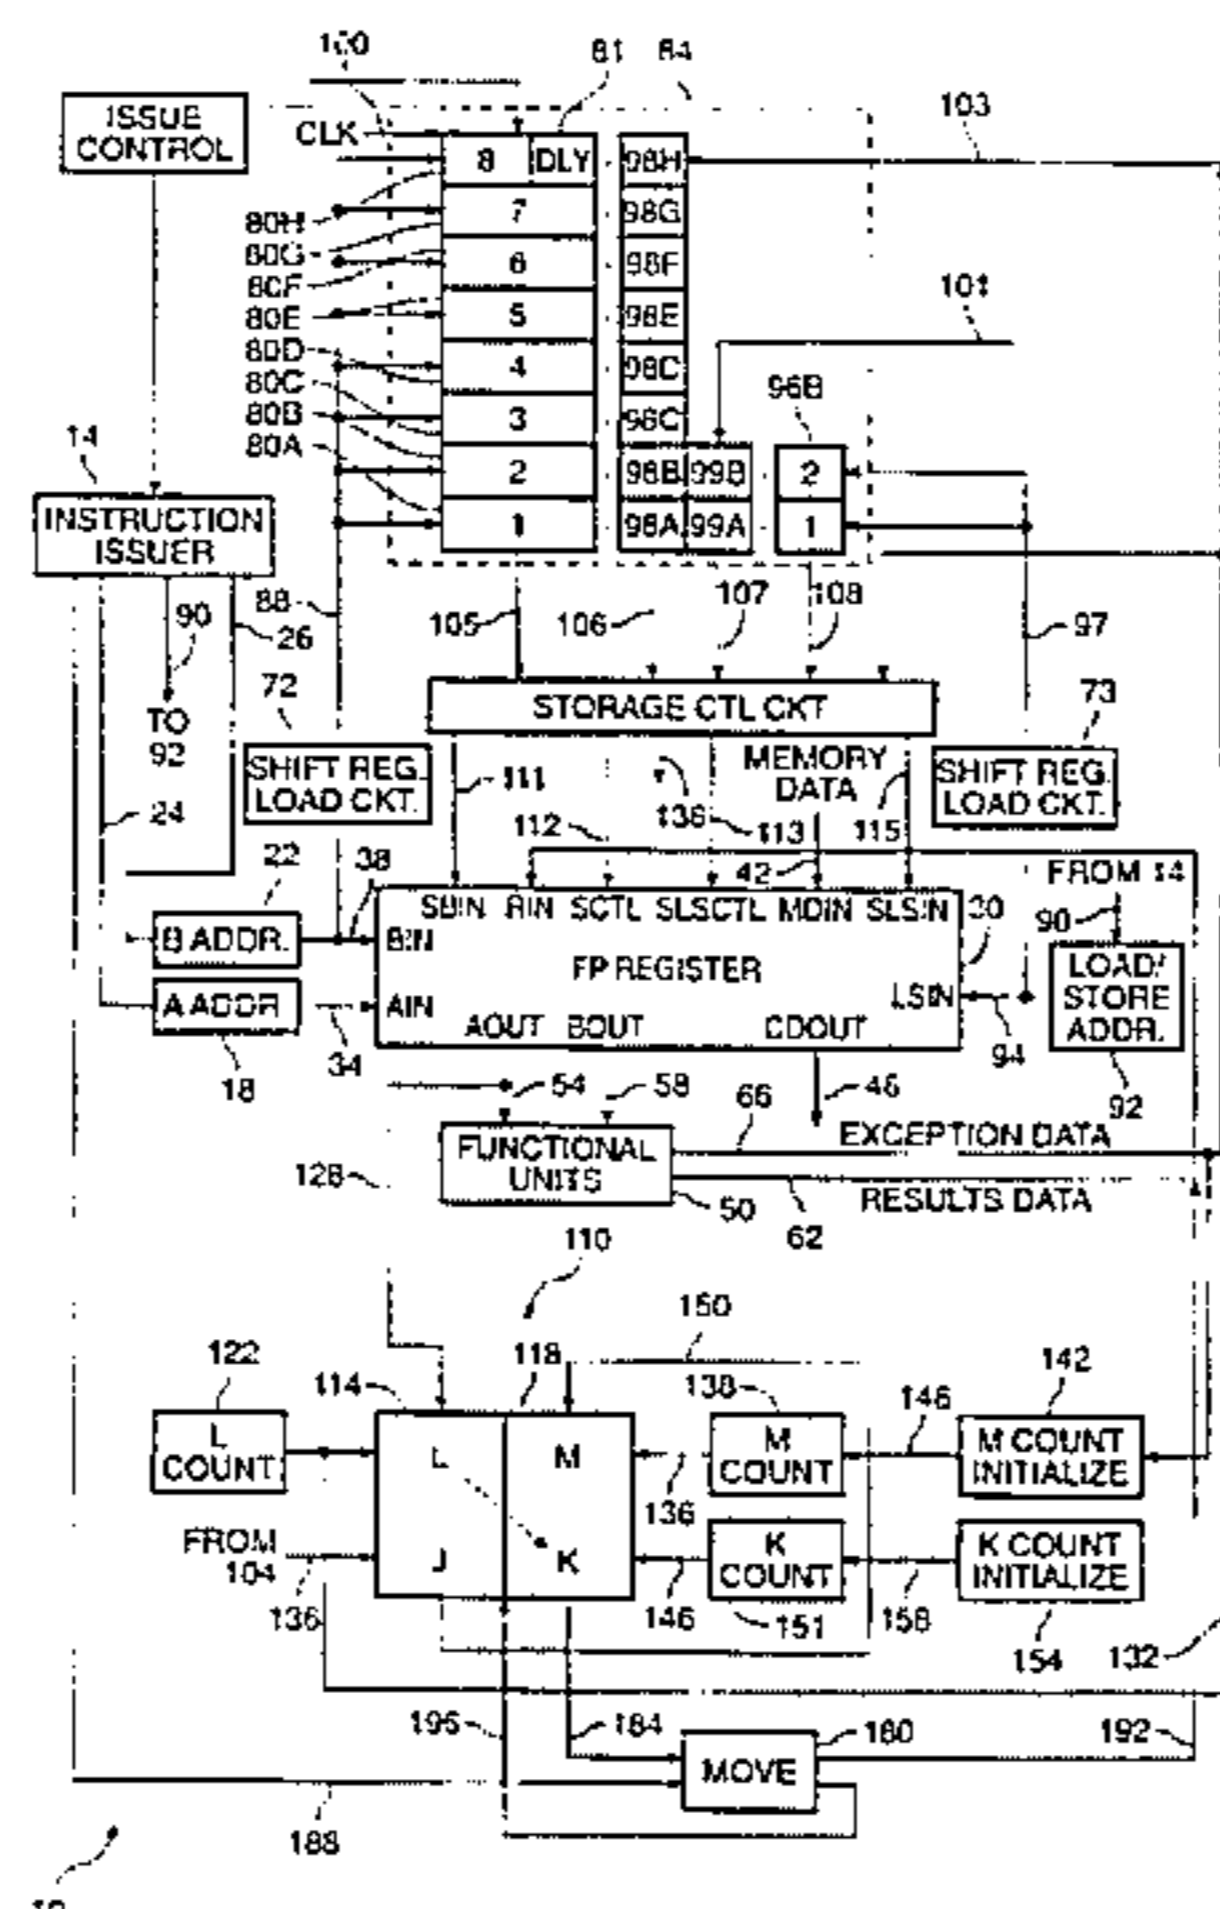 100
81
84
ISSUE
CONTROL
CLK
103
8
DLY
98H
80H
7
98G
80G
6
98F
80F
80E
5
98E
101
80D
4
98C
80C
96B
80B
3
98C
14
80A
2
98B
99B
2
INSTRUCTION
ISSUER
1
98A
99A
1
90
88
26
105
106
107
108
97
72
73
TO
92
STORAGE CTL CKT
SHIFT REG.
LOAD CKT.
111
136
MEMORY
DATA
SHIFT REG.
LOAD CKT.
24
112
113
115
22
38
42
FROM 14
SBIN RIN SCTL SLSCTL MDIN SLSIN
30
90
B ADDR.
BIN
FP REGISTER
LOAD/
STORE
ADDR.
A ADDR
AIN
LSIN
AOUT BOUT
CDOUT
18
34
94
54
58
46
92
66
EXCEPTION DATA
FUNCTIONAL
UNITS
128
50
62
RESULTS DATA
110
150
122
118
142
114
138
146
L
COUNT
L
M
M
COUNT
M COUNT
INITIALIZE
136
FROM
104
J
K
K
COUNT
K COUNT
INITIALIZE
136
146
151
158
154
132
196
184
180
192
MOVE
188